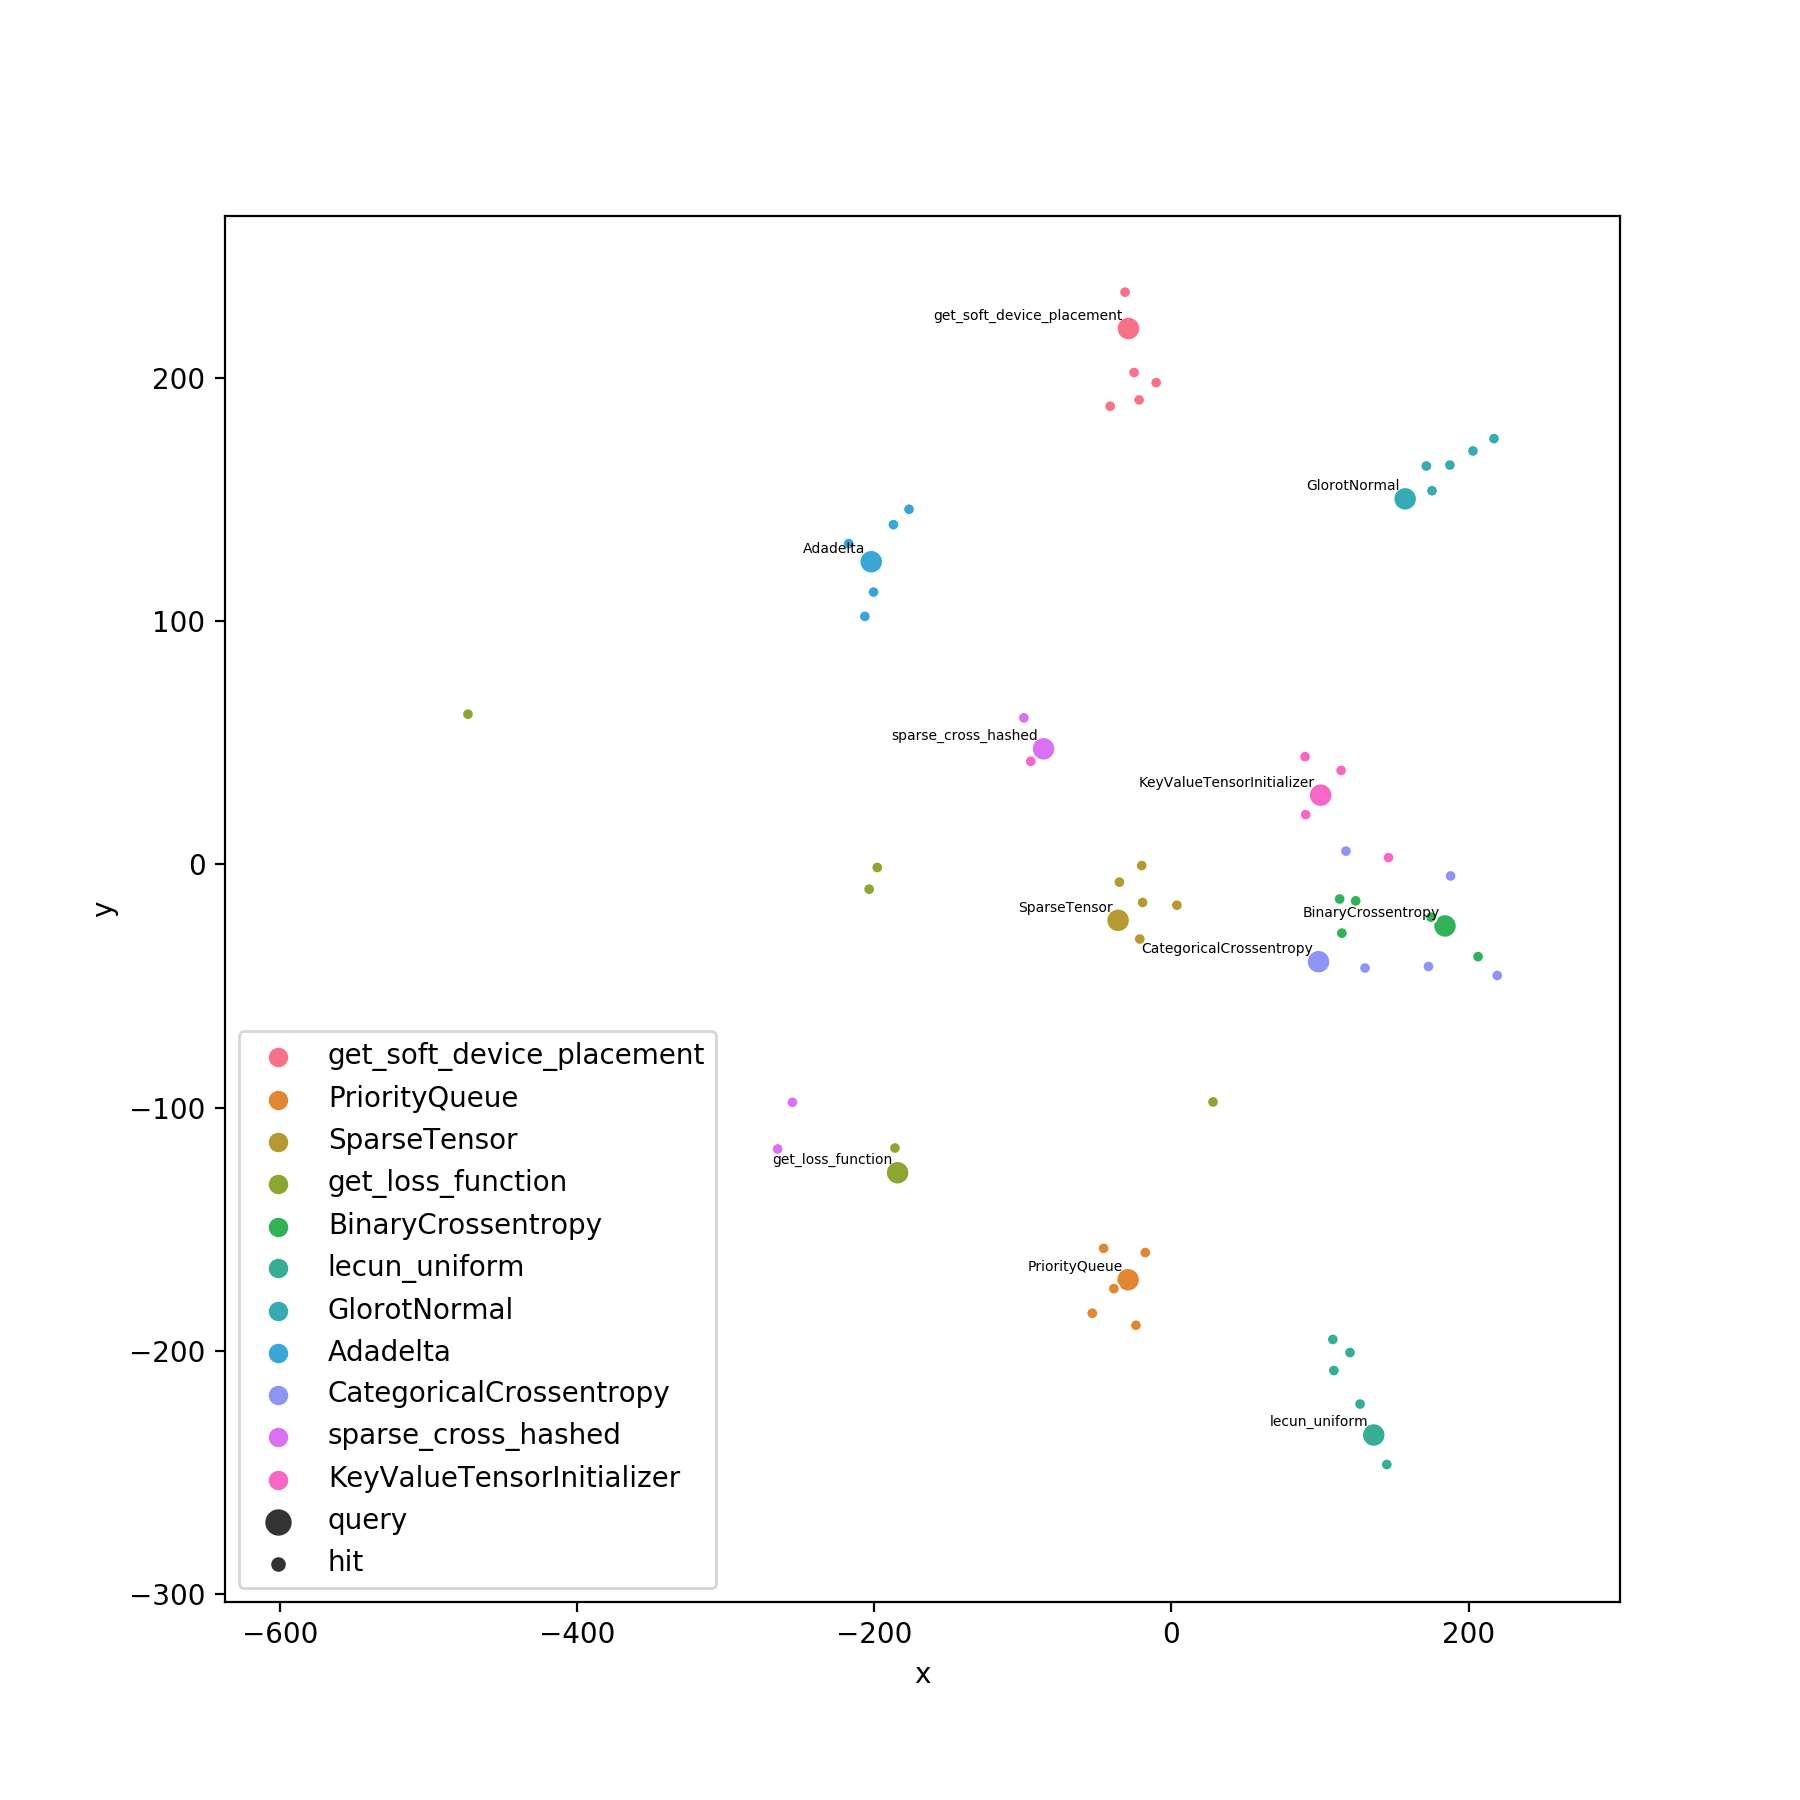 get_soft_device_placement
200
GlorotNormal
Adadelta
100
sparse_cross_hashed
KeyValueTensorInitializer
0
SparseTensor
BinaryCrossentropy
y
CategoricalCrossentropy
−100
get_loss_function
PriorityQueue
−200
lecun_uniform
−300
get_soft_device_placement
PriorityQueue
SparseTensor
get_loss_function
BinaryCrossentropy
lecun_uniform
GlorotNormal
Adadelta
CategoricalCrossentropy
sparse_cross_hashed
KeyValueTensorInitializer
query
hit
−600 −400 −200 0 200
x